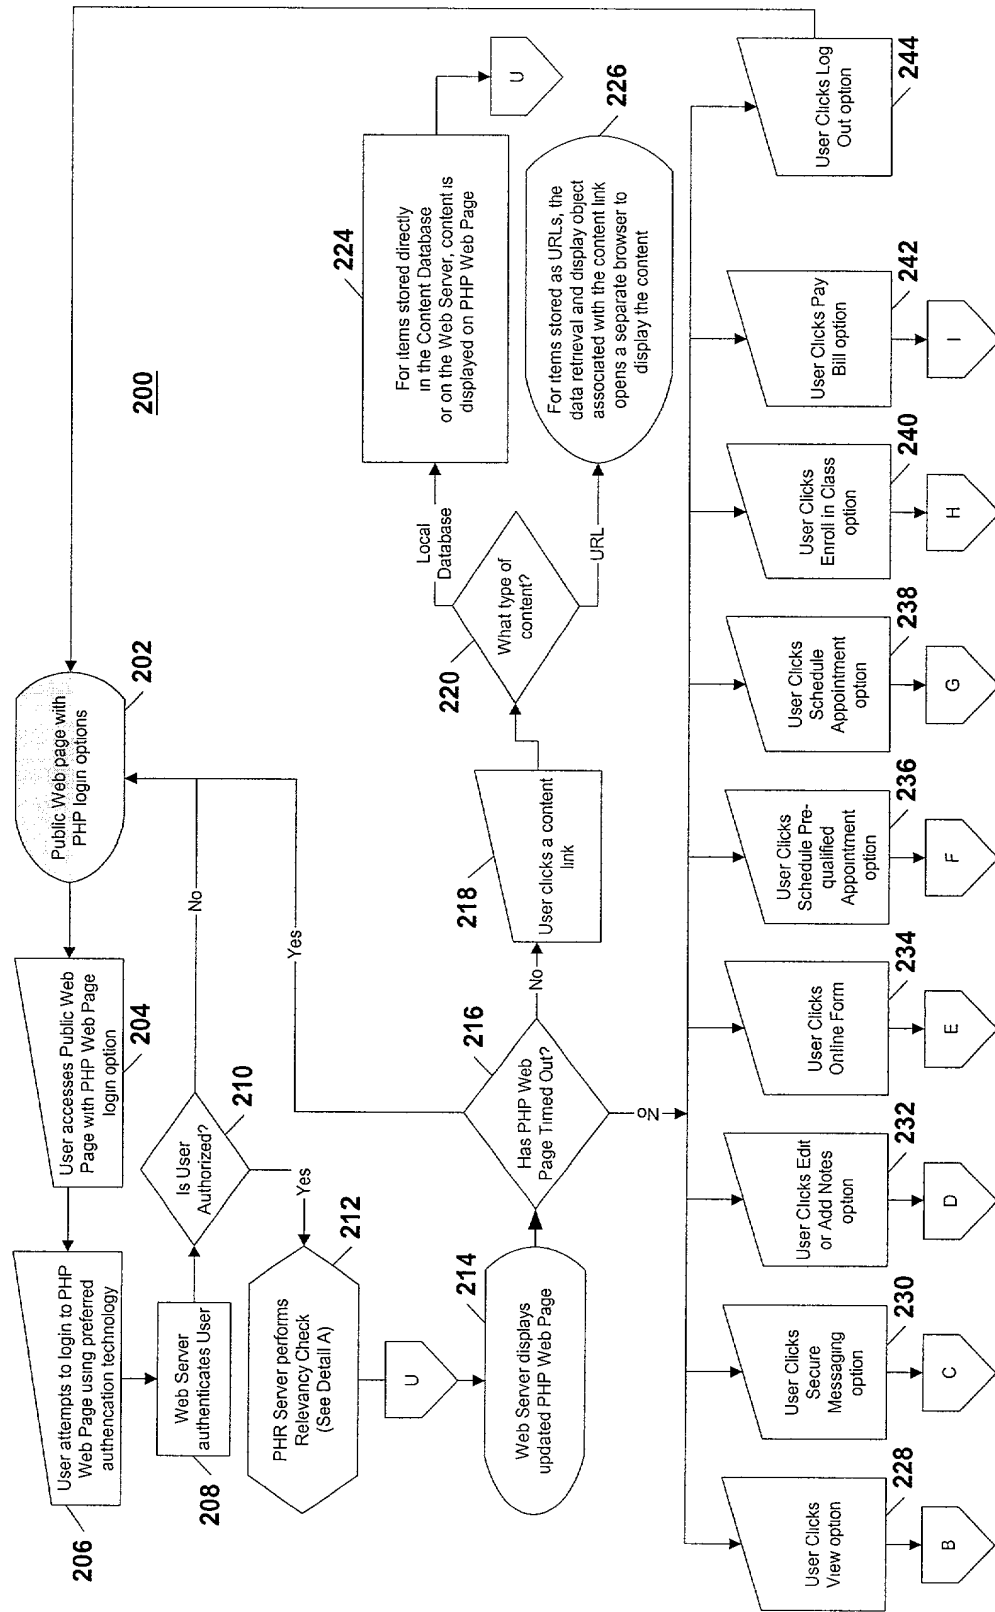 200
Public Web page with
PHP login options
202
User accesses Public Web
Page with PHP Web Page
login option
204
User attempts to login to PHP
Web Page using preferred
authencation technology
206
Web Server
authenticates User
208
Is User
Authorized?
210
No
Yes
PHR Server performs
Relevancy Check
(See Detail A)
212
U
Web Server displays
updated PHP Web Page
214
Has PHP Web
Page Timed Out?
216
Yes
No
No
User clicks a content
link
218
What type of
content?
220
Local
Database
URL
For items stored directly
in the Content Database
or on the Web Server, content is
displayed on PHP Web Page
224
U
For items stored as URLs, the
data retrieval and display object
associated with the content link
opens a separate browser to
display the content
226
User Clicks
View option
228
B
User Clicks
Secure
Messaging
option
230
C
User Clicks Edit
or Add Notes
option
232
D
User Clicks
Online Form
234
E
User Clicks
Schedule Pre-
qualified
Appointment
option
236
F
User Clicks
Schedule
Appointment
option
238
G
User Clicks
Enroll in Class
option
240
H
User Clicks Pay
Bill option
242
I
User Clicks Log
Out option
244